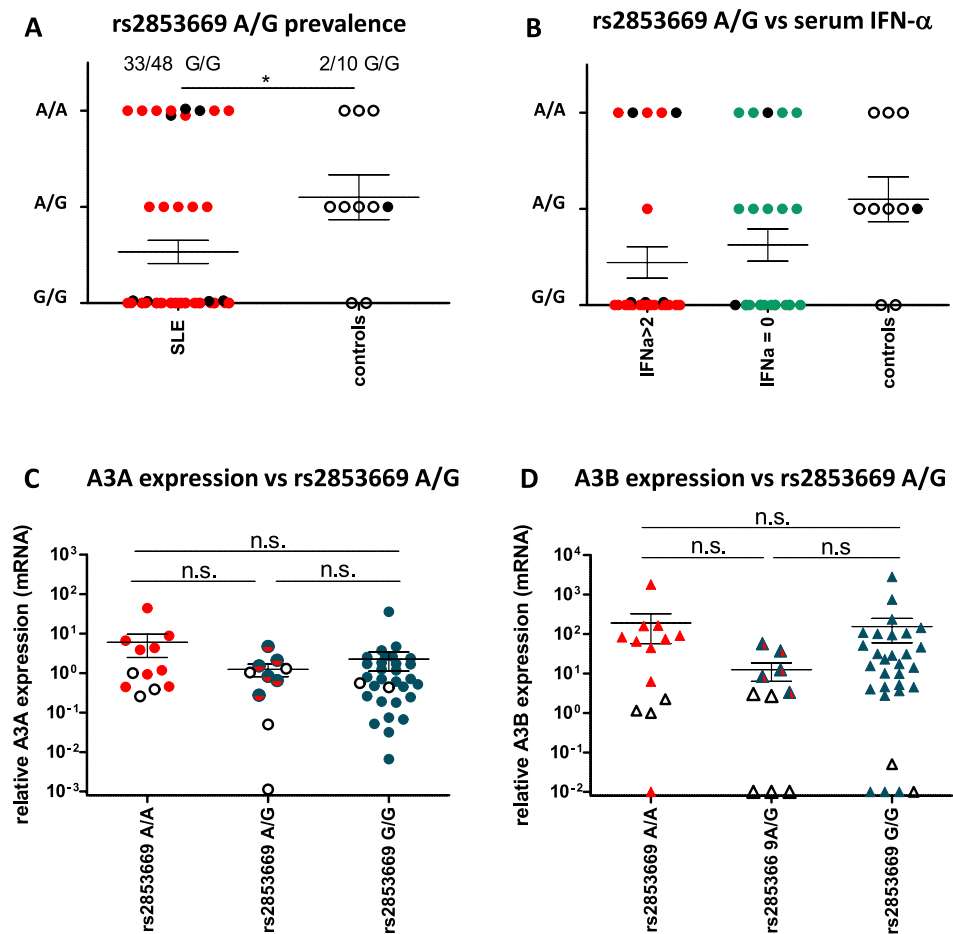 A rs2853669 A/G prevalence
33/48 G/G 2/10 G/G
*
A/A
A/G
G/G
SLE
controls
B rs2853669 A/G vs serum IFN-α
A/A
A/G
G/G
IFNa>2
IFNa = 0
controls
C A3A expression vs rs2853669 A/G
relative A3A expression (mRNA)
n.s.
n.s. n.s.
10³
10²
10¹
10⁰
10⁻¹
10⁻²
10⁻³
rs2853669 A/A
rs2853669 A/G
rs2853669 G/G
D A3B expression vs rs2853669 A/G
relative A3B expression (mRNA)
n.s.
n.s. n.s
10⁴
10³
10²
10¹
10⁰
10⁻¹
10⁻²
rs2853669 A/A
rs285366 9A/G
rs2853669 G/G